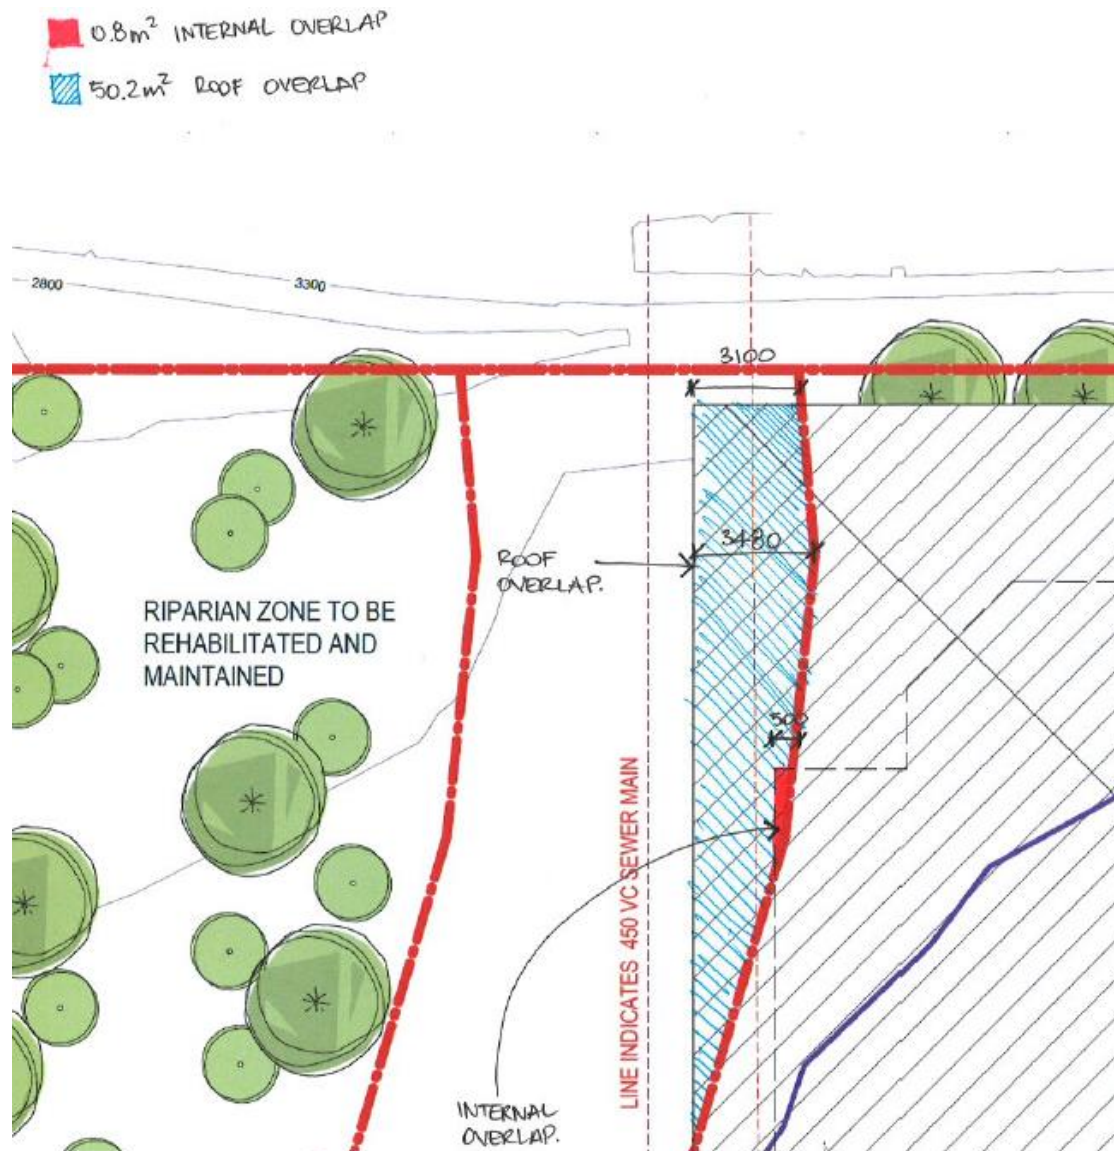 0.8m² INTERNAL OVERLAP
50.2m² ROOF OVERLAP
2800
3300
3100
3480
ROOF
OVERLAP.
RIPARIAN ZONE TO BE
REHABILITATED AND
MAINTAINED
500
LINE INDICATES 450 VC SEWER MAIN
INTERNAL
OVERLAP.